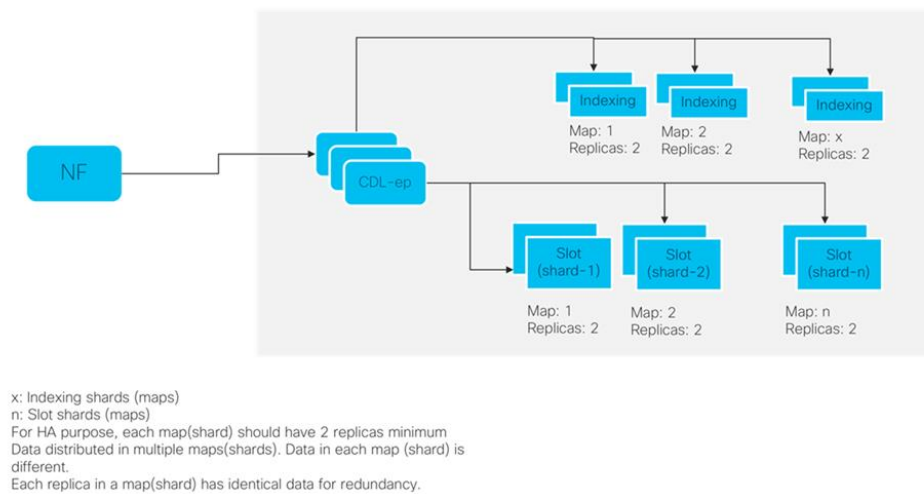 Indexing
Indexing
Indexing
Map: 1
Replicas: 2
Map: 2
Replicas: 2
Map: x
Replicas: 2
NF
CDL-ep
Slot
(shard-1)
Slot
(shard-2)
Slot
(shard-n)
Map: 1
Replicas: 2
Map: 2
Replicas: 2
Map: n
Replicas: 2
x: Indexing shards (maps)
n: Slot shards (maps)
For HA purpose, each map(shard) should have 2 replicas minimum
Data distributed in multiple maps(shards). Data in each map (shard) is
different.
Each replica in a map(shard) has identical data for redundancy.